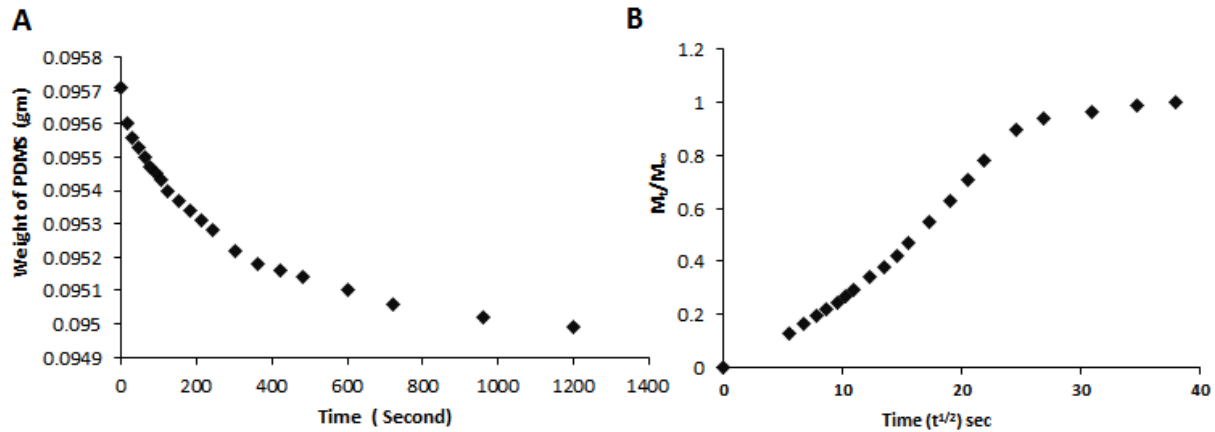 A
Weight of PDMS (gm)
0.0958
0.0957
0.0956
0.0955
0.0954
0.0953
0.0952
0.0951
0.095
0.0949
0 200 400 600 800 1000 1200 1400
Time ( Second)
B
Mt/M∞
1.2
1
0.8
0.6
0.4
0.2
0
0 10 20 30 40
Time (t^1/2) sec